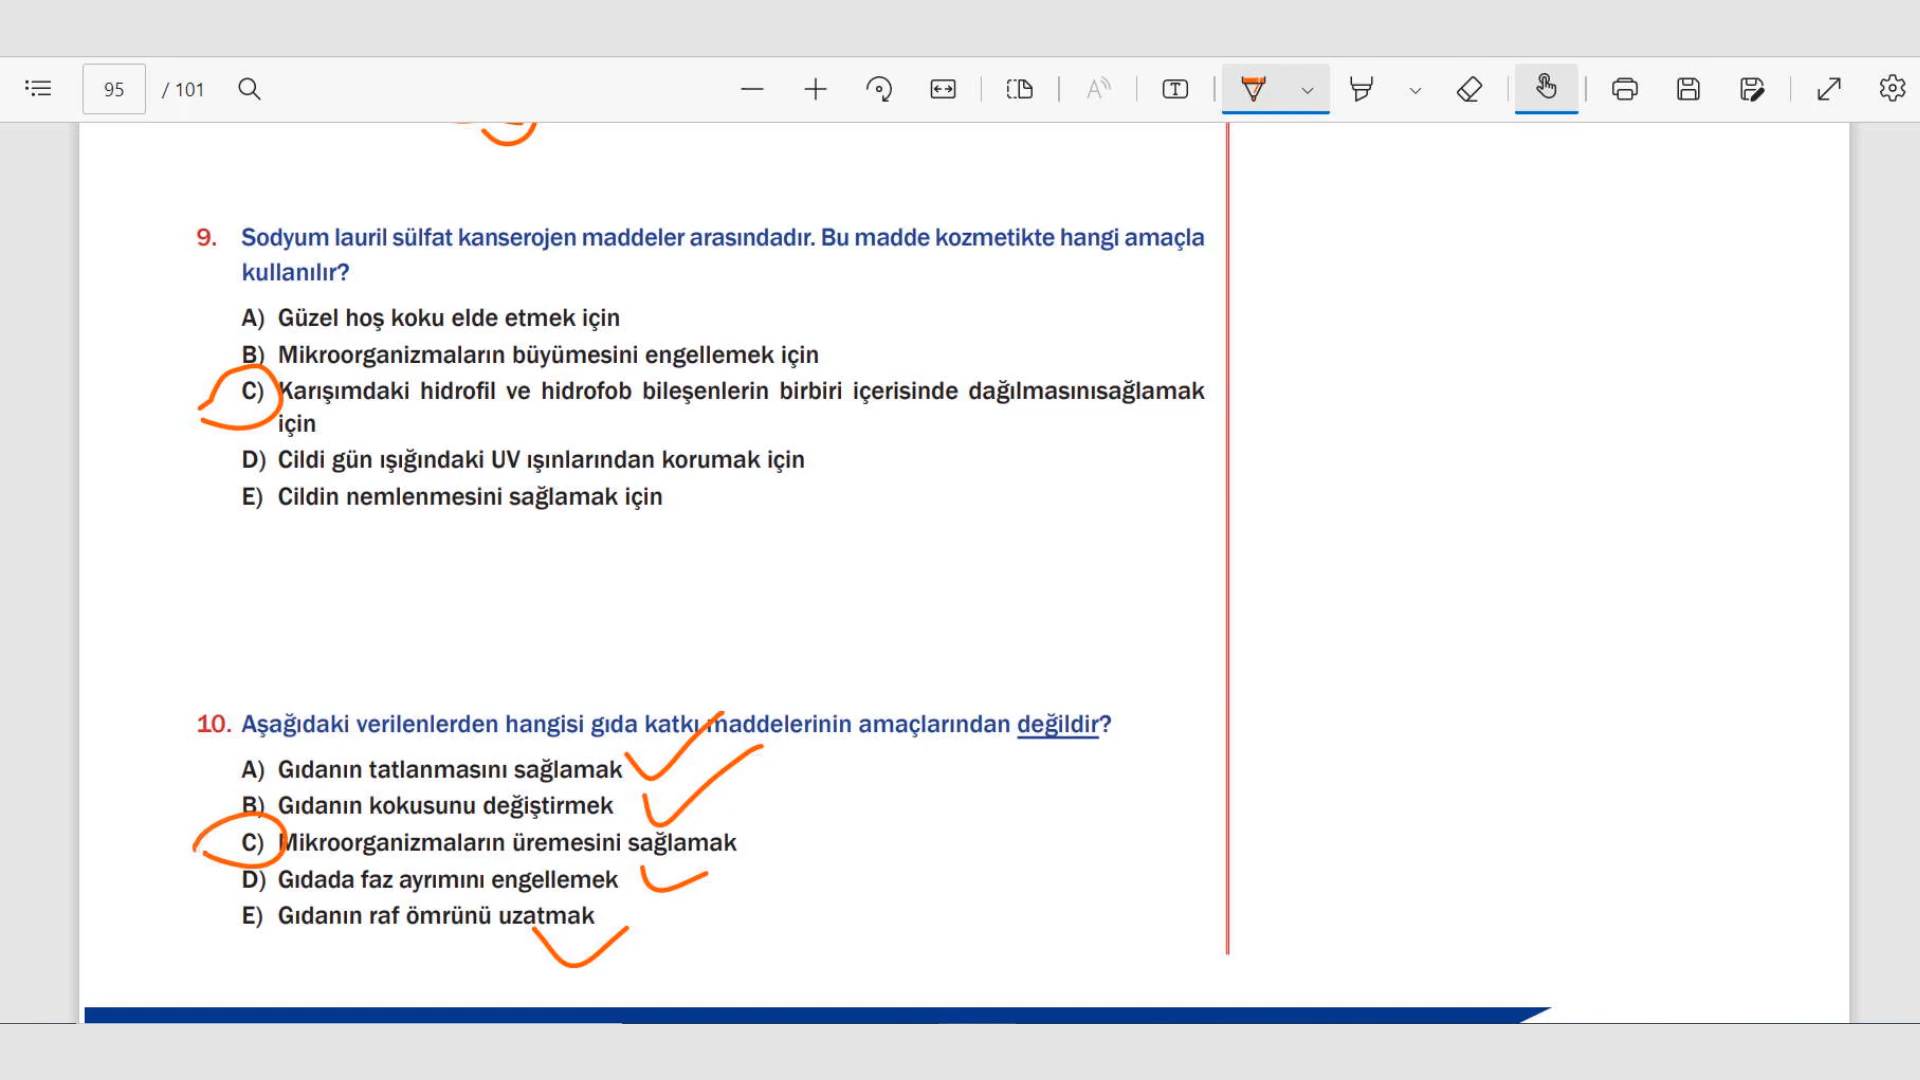 95 / 101
9. Sodyum lauril sülfat kanserojen maddeler arasındadır. Bu madde kozmetikte hangi amaçla
kullanılır?
A) Güzel hoş koku elde etmek için
B) Mikroorganizmaların büyümesini engellemek için
C) Karışımdaki hidrofil ve hidrofob bileşenlerin birbiri içerisinde dağılmasınısağlamak
için
D) Cildi gün ışığındaki UV ışınlarından korumak için
E) Cildin nemlenmesini sağlamak için
10. Aşağıdaki verilenlerden hangisi gıda katkı maddelerinin amaçlarından değildir?
A) Gıdanın tatlanmasını sağlamak
B) Gıdanın kokusunu değiştirmek
C) Mikroorganizmaların üremesini sağlamak
D) Gıdada faz ayrımını engellemek
E) Gıdanın raf ömrünü uzatmak